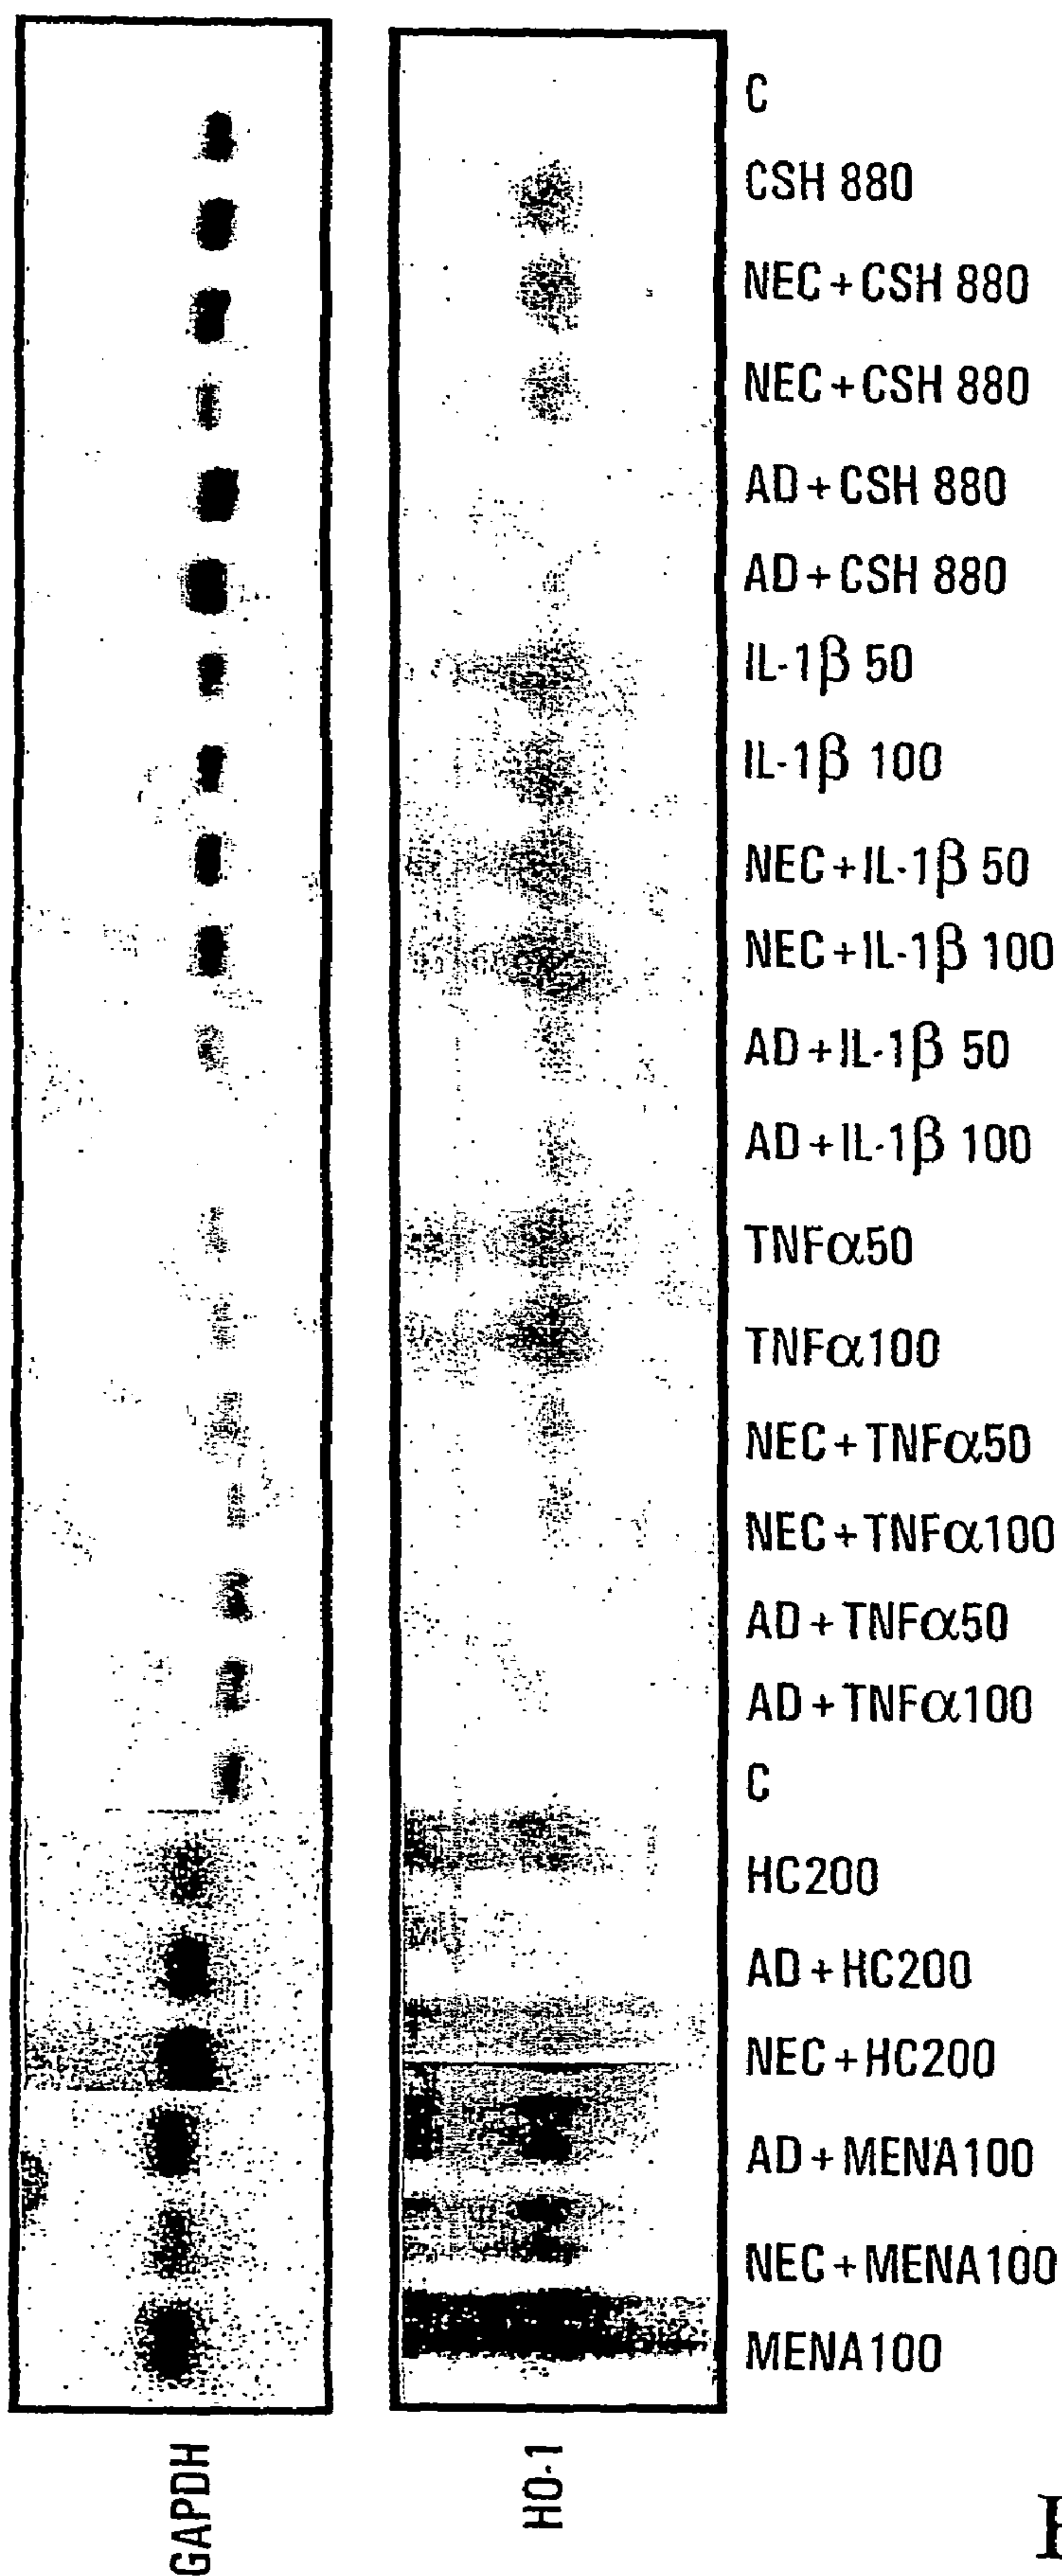 C
CSH 880
NEC + CSH 880
NEC + CSH 880
AD + CSH 880
AD + CSH 880
IL-1β 50
IL-1β 100
NEC + IL-1β 50
NEC + IL-1β 100
AD + IL-1β 50
AD + IL-1β 100
TNFα50
TNFα100
NEC + TNFα50
NEC + TNFα100
AD + TNFα50
AD + TNFα100
C
HC200
AD + HC200
NEC + HC200
AD + MENA100
NEC + MENA100
MENA100
GAPDH
HO-1